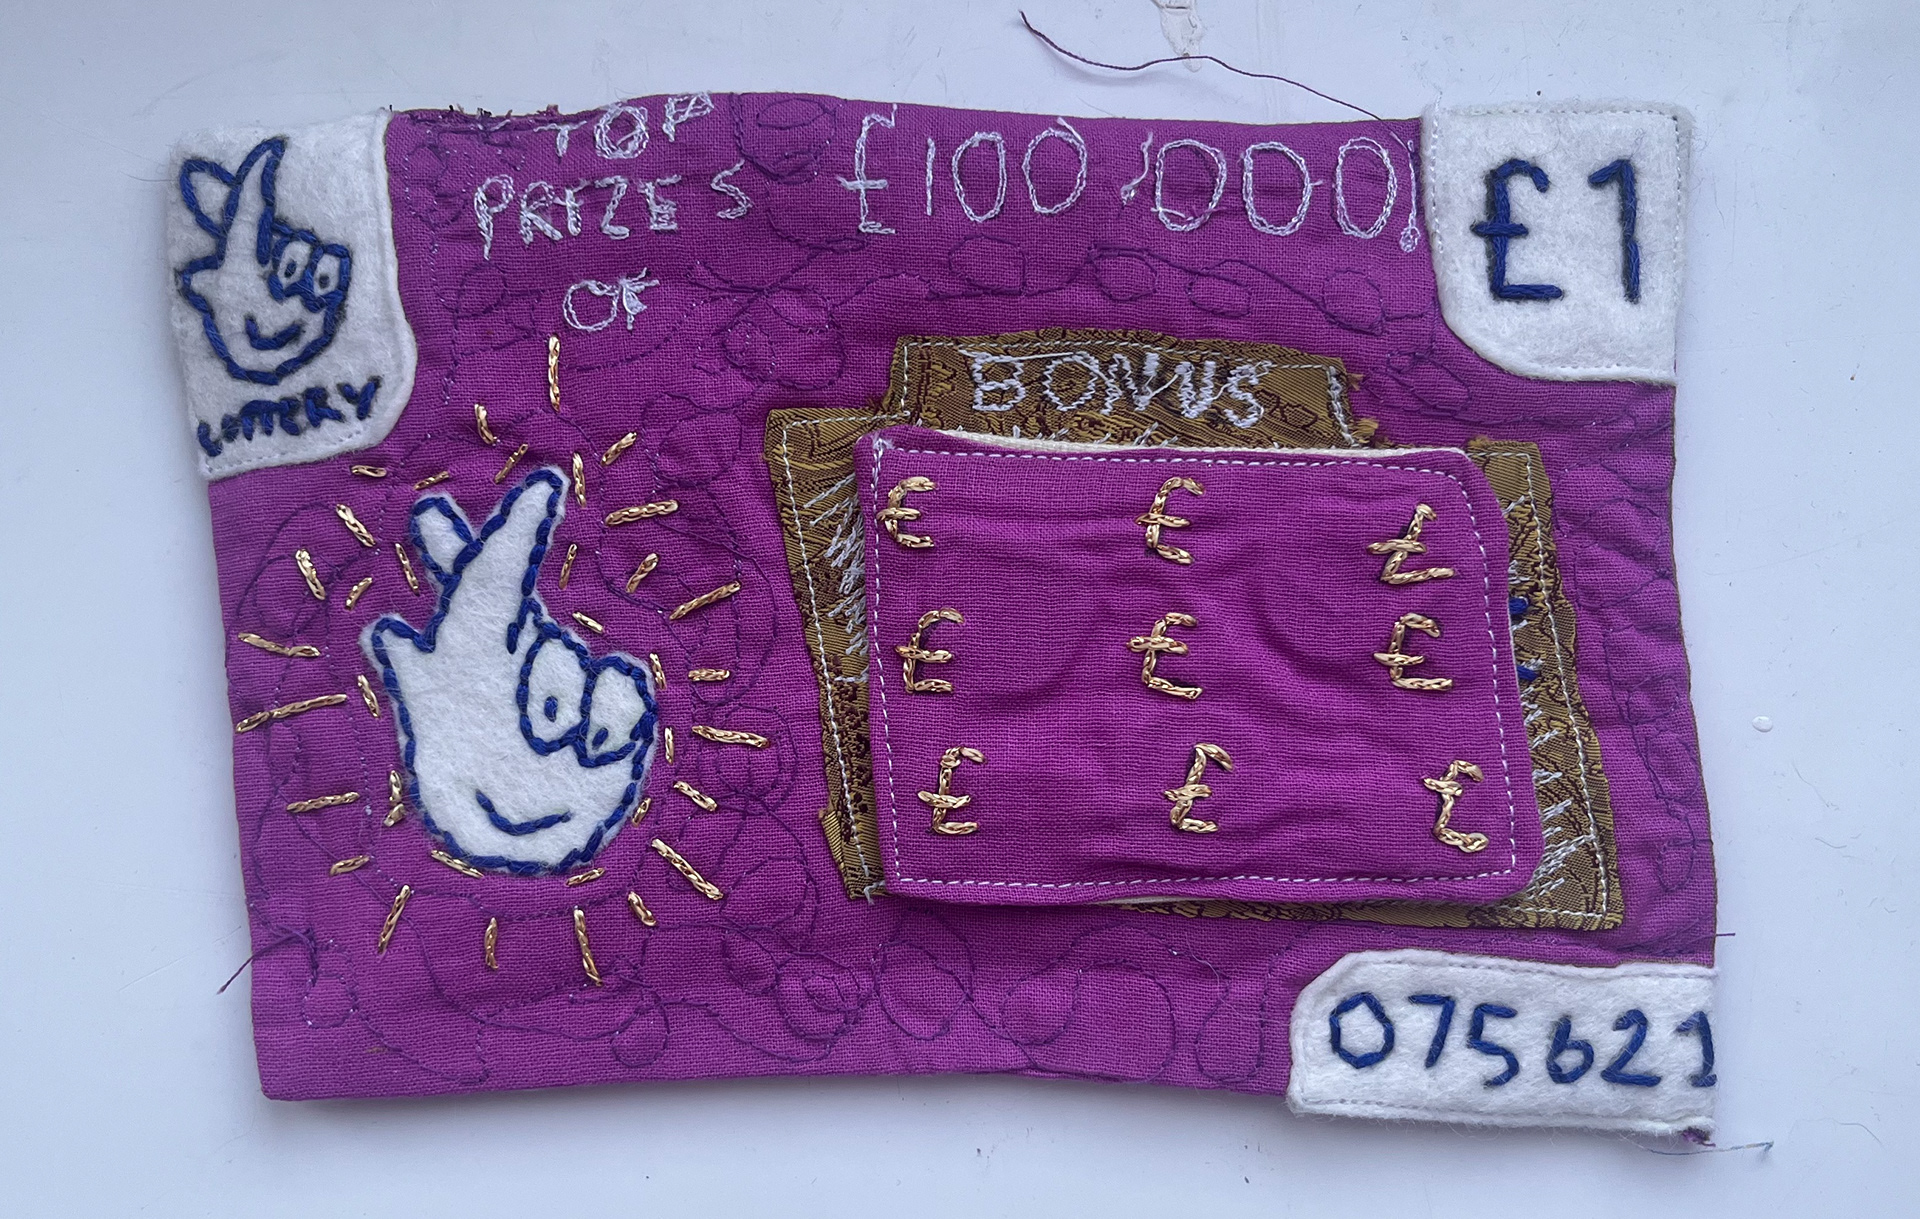 TOP
PRIZES
OF
£100,000!
£1
LOTTERY
BONUS
£ £ £
£ £ £
£ £ £
075621